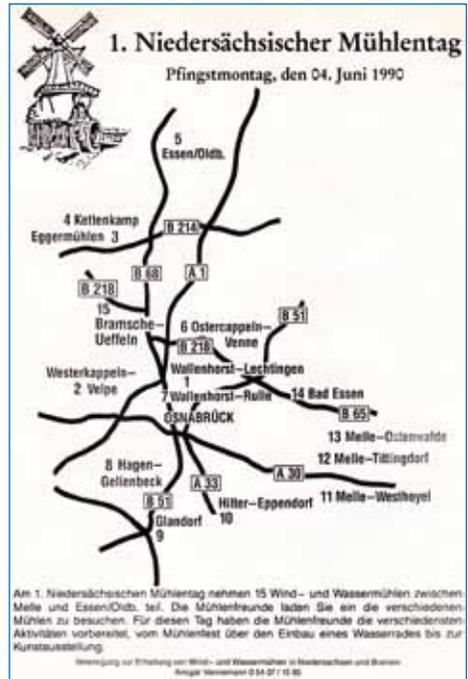 1. Niedersächsischer Mühlentag
Pfingstmontag, den 04. Juni 1990
5
Essen/Oldb.
4 Kettenkamp
Eggermühlen 3
B 214
B 68
A 1
B 218
15
Bramsche-
Ueffeln
B 51
6 Ostercappeln-
Venne
B 218
Westerkappeln-
2 Velpe
Wallenhorst-Lechtingen
1
7 Wallenhorst-Rulle
14 Bad Essen
OSNABRÜCK
B 65
13 Melle-Ostenwalde
12 Melle-Tittingdorf
8 Hagen-
Gellenbeck
A 30
A 33
11 Melle-Westhoyel
B 51
Hilter-Eppendorf
10
Glandorf
9
Am 1. Niedersächsischen Mühlentag nehmen 15 Wind- und Wassermühlen zwischen
Melle und Essen/Oldb. teil. Die Mühlenfreunde laden Sie ein die verschiedenen
Mühlen zu besuchen. Für diesen Tag haben die Mühlenfreunde die verschiedensten
Aktivitäten vorbereitet, vom Mühlenfest über den Einbau eines Wasserrades bis zur
Kunstausstellung.
Vereinigung zur Erhaltung von Wind- und Wassermühlen in Niedersachsen und Bremen
Ansgar Vennemann